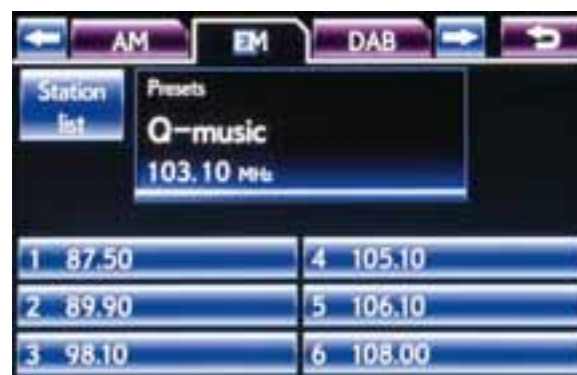 AM FM DAB
Station list
Presets
Q-music
103.10 MHz
1 87.50
4 105.10
2 89.90
5 106.10
3 98.10
6 108.00